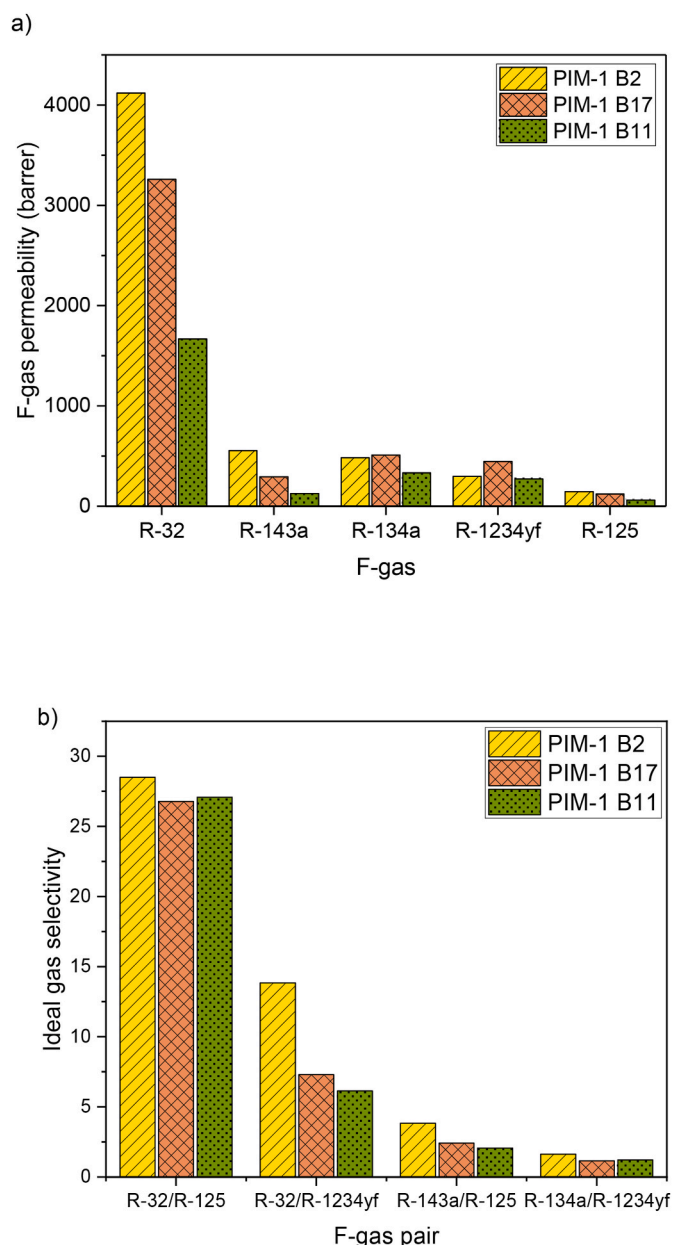 a)
F-gas permeability (barrer)
4000
3000
2000
1000
0
PIM-1 B2
PIM-1 B17
PIM-1 B11
R-32
R-143a
R-134a
R-1234yf
R-125
F-gas
b)
Ideal gas selectivity
30
25
20
15
10
5
0
PIM-1 B2
PIM-1 B17
PIM-1 B11
R-32/R-125
R-32/R-1234yf
R-143a/R-125
R-134a/R-1234yf
F-gas pair